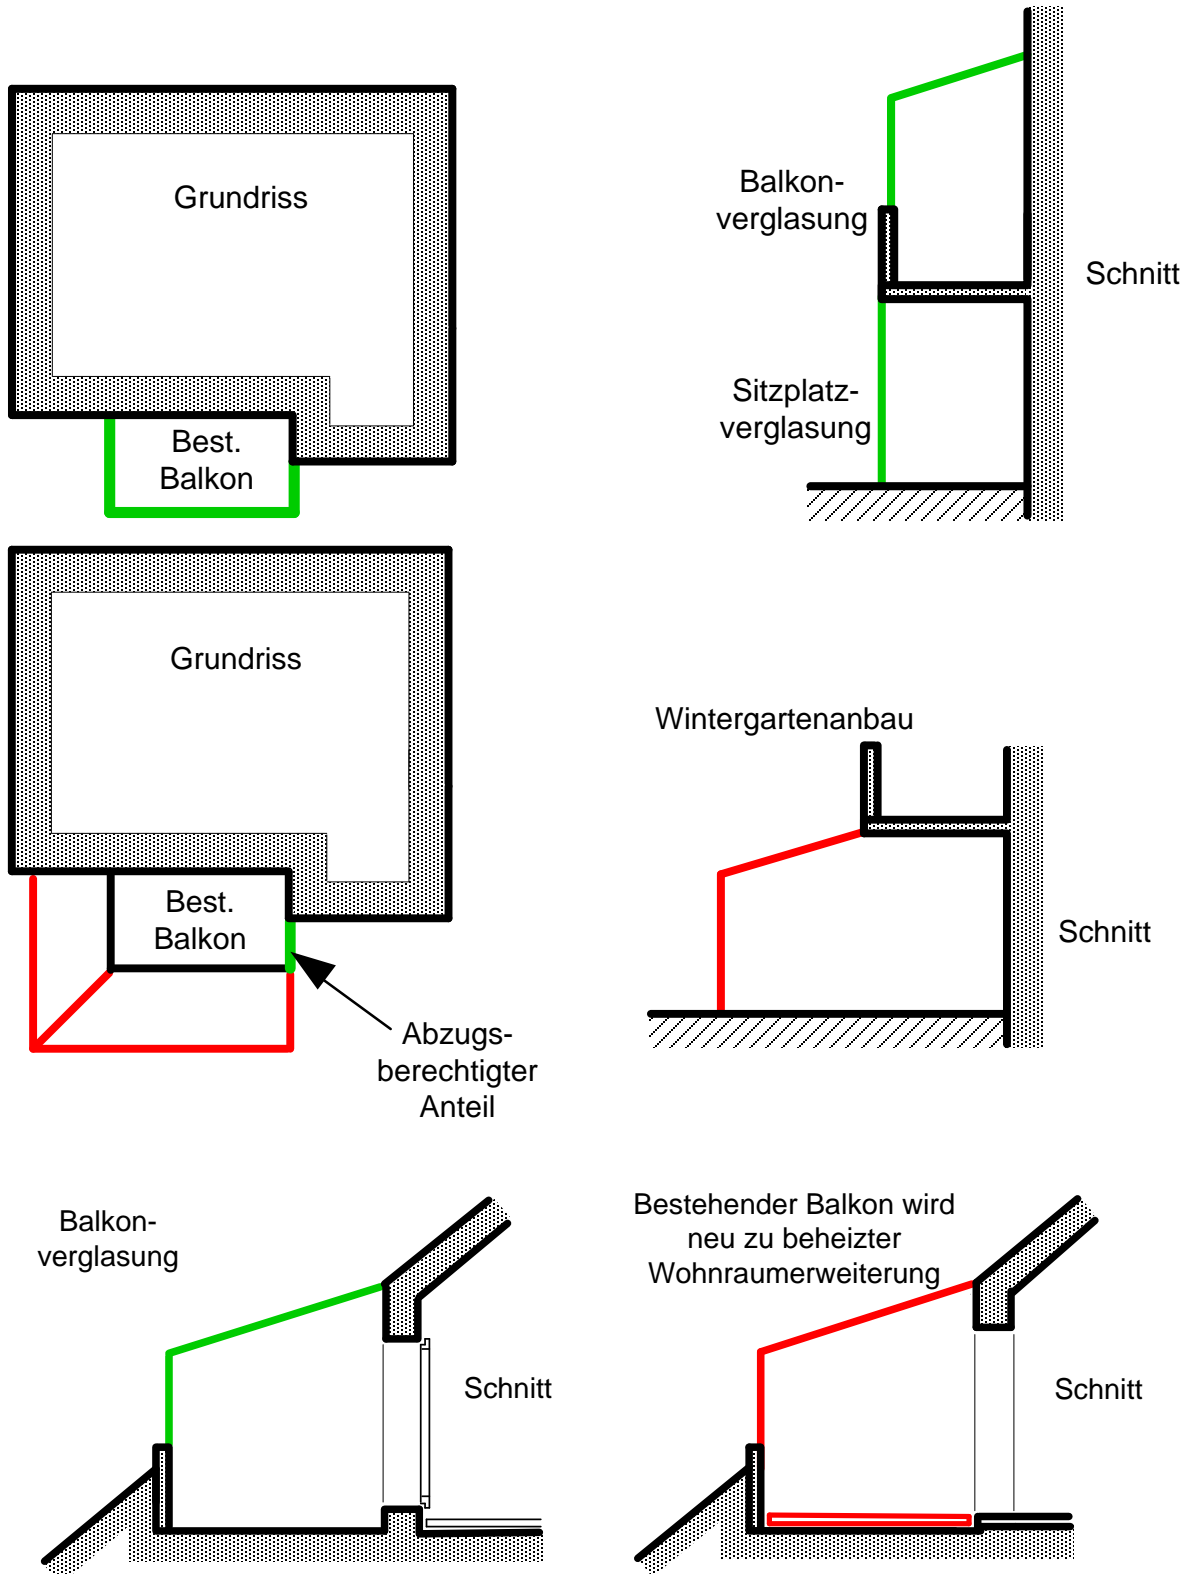 Grundriss
Best.
Balkon
Balkon-
verglasung
Schnitt
Sitzplatz-
verglasung
Grundriss
Best.
Balkon
Abzugs-
berechtigter
Anteil
Wintergartenanbau
Schnitt
Balkon-
verglasung
Schnitt
Bestehender Balkon wird
neu zu beheizter
Wohnraumerweiterung
Schnitt